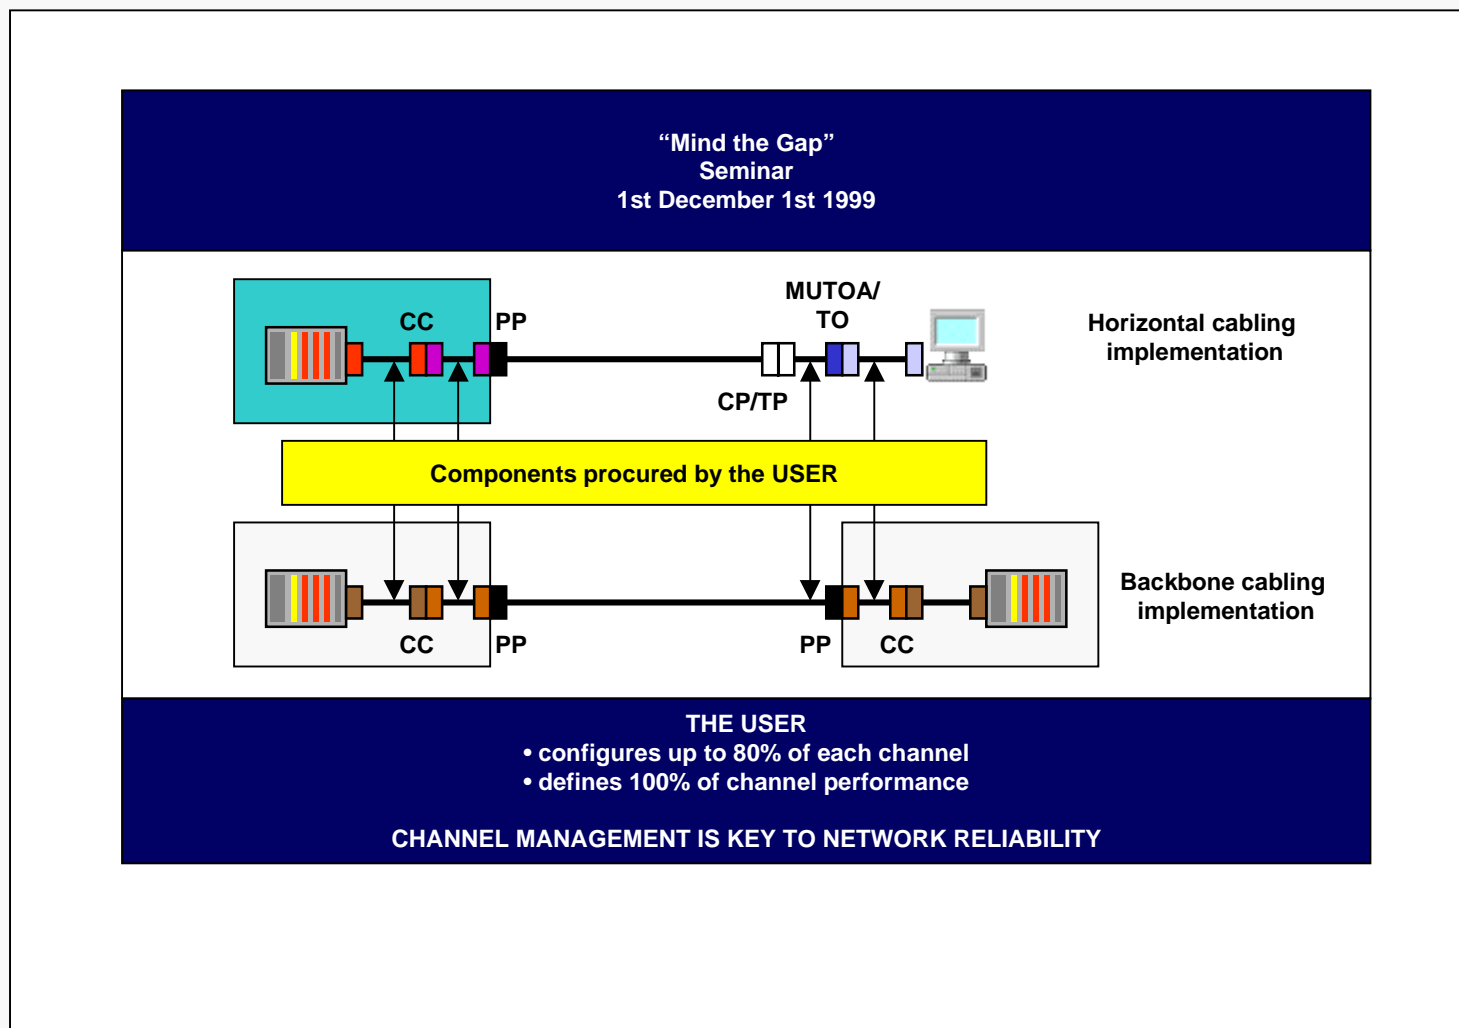 “Mind the Gap”
Seminar
1st December 1st 1999
MUTOA/
TO
CC
PP
CP/TP
Horizontal cabling
implementation
Components procured by the USER
Backbone cabling
implementation
CC
PP
PP
CC
THE USER
• configures up to 80% of each channel
• defines 100% of channel performance
CHANNEL MANAGEMENT IS KEY TO NETWORK RELIABILITY